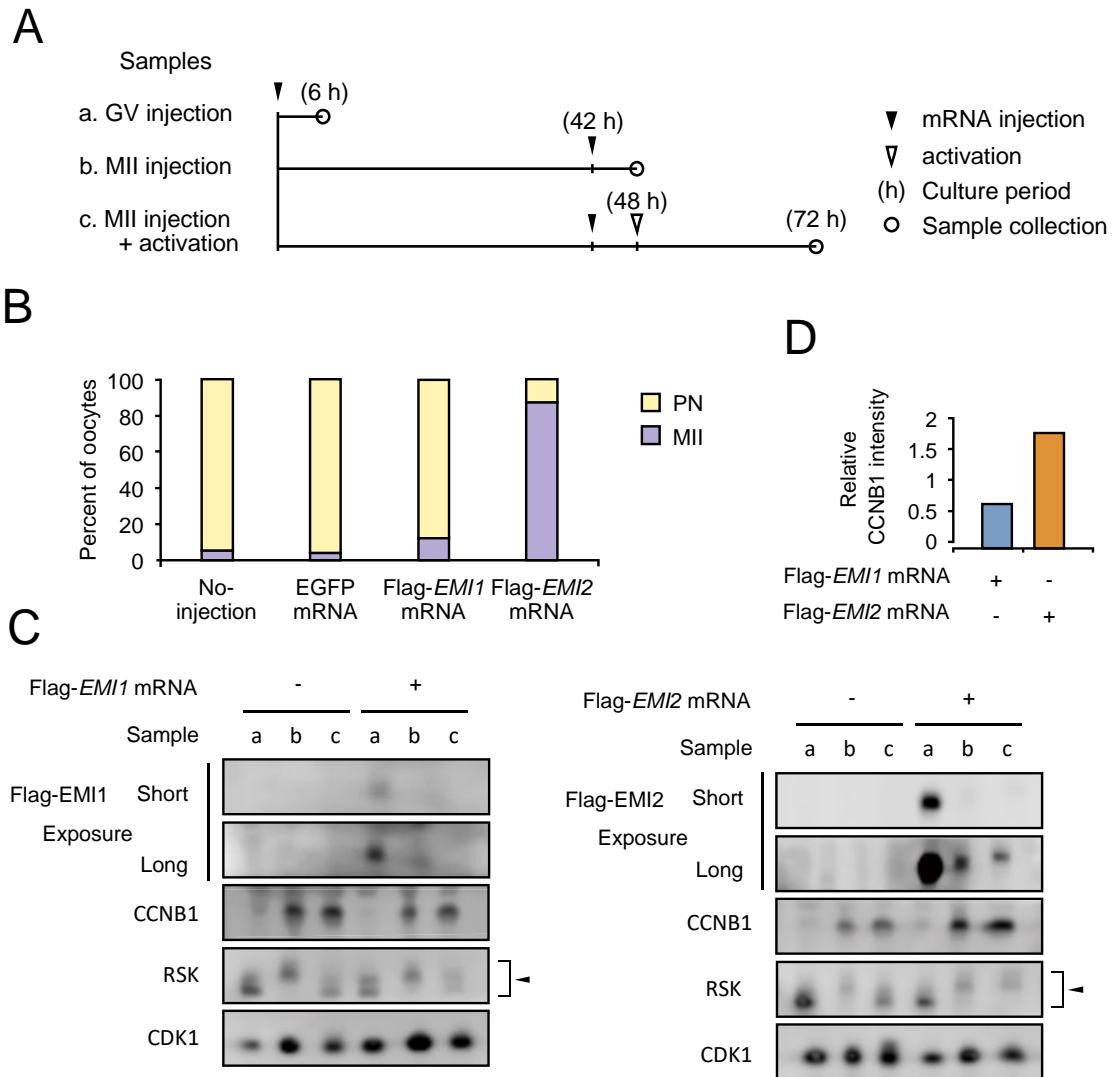 A
Samples
a. GV injection
(6 h)
b. MII injection
(42 h)
c. MII injection
+ activation
(48 h)
(72 h)
mRNA injection
activation
(h) Culture period
Sample collection
B
Percent of oocytes
100
80
60
40
20
0
No-
injection
EGFP
mRNA
Flag-EMI1
mRNA
Flag-EMI2
mRNA
PN
MII
D
Relative
CCNB1 intensity
2
1.5
1
0.5
0
Flag-EMI1 mRNA + -
Flag-EMI2 mRNA - +
C
Flag-EMI1 mRNA - +
Sample a b c a b c
Flag-EMI1 Short
Exposure
Long
CCNB1
RSK
CDK1
Flag-EMI2 mRNA - +
Sample a b c a b c
Flag-EMI2 Short
Exposure
Long
CCNB1
RSK
CDK1